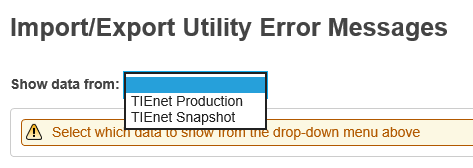 Import/Export Utility Error Messages
Show data from:
TIEnet Production
TIEnet Snapshot
Select which data to show from the drop-down menu above